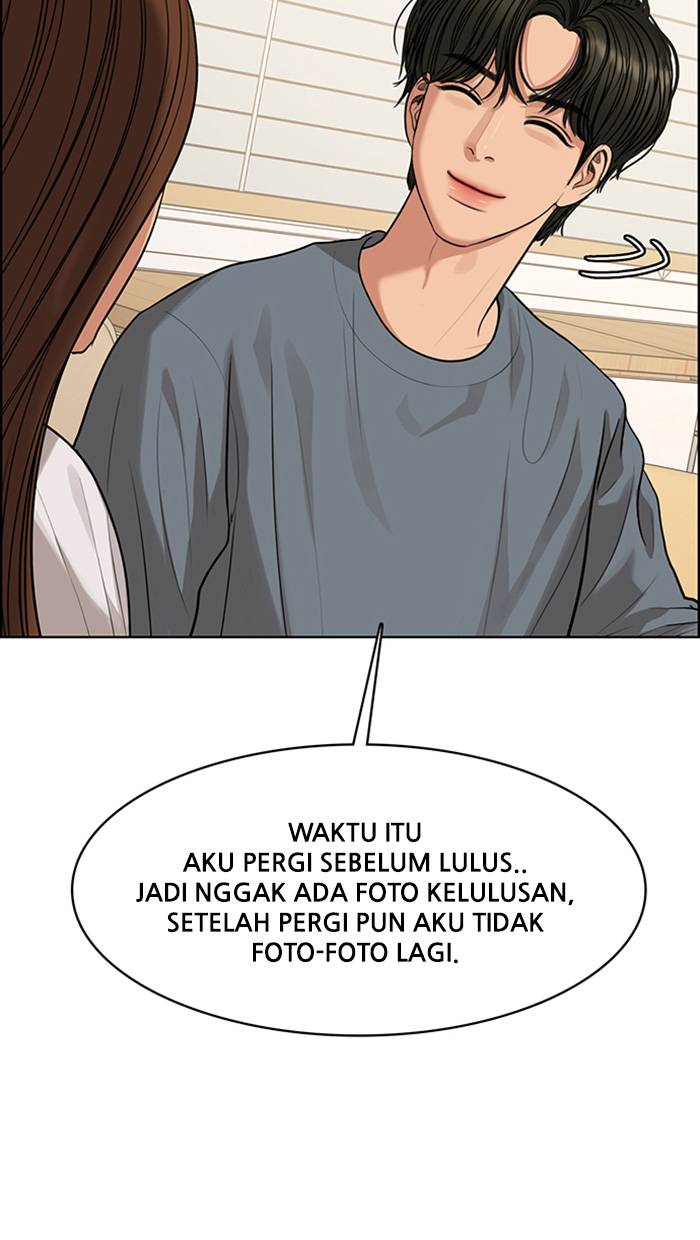 WAKTU ITU
AKU PERGI SEBELUM LULUS..
JADI NGGAK ADA FOTO KELULUSAN,
SETELAH PERGI PUN AKU TIDAK
FOTO-FOTO LAGI.